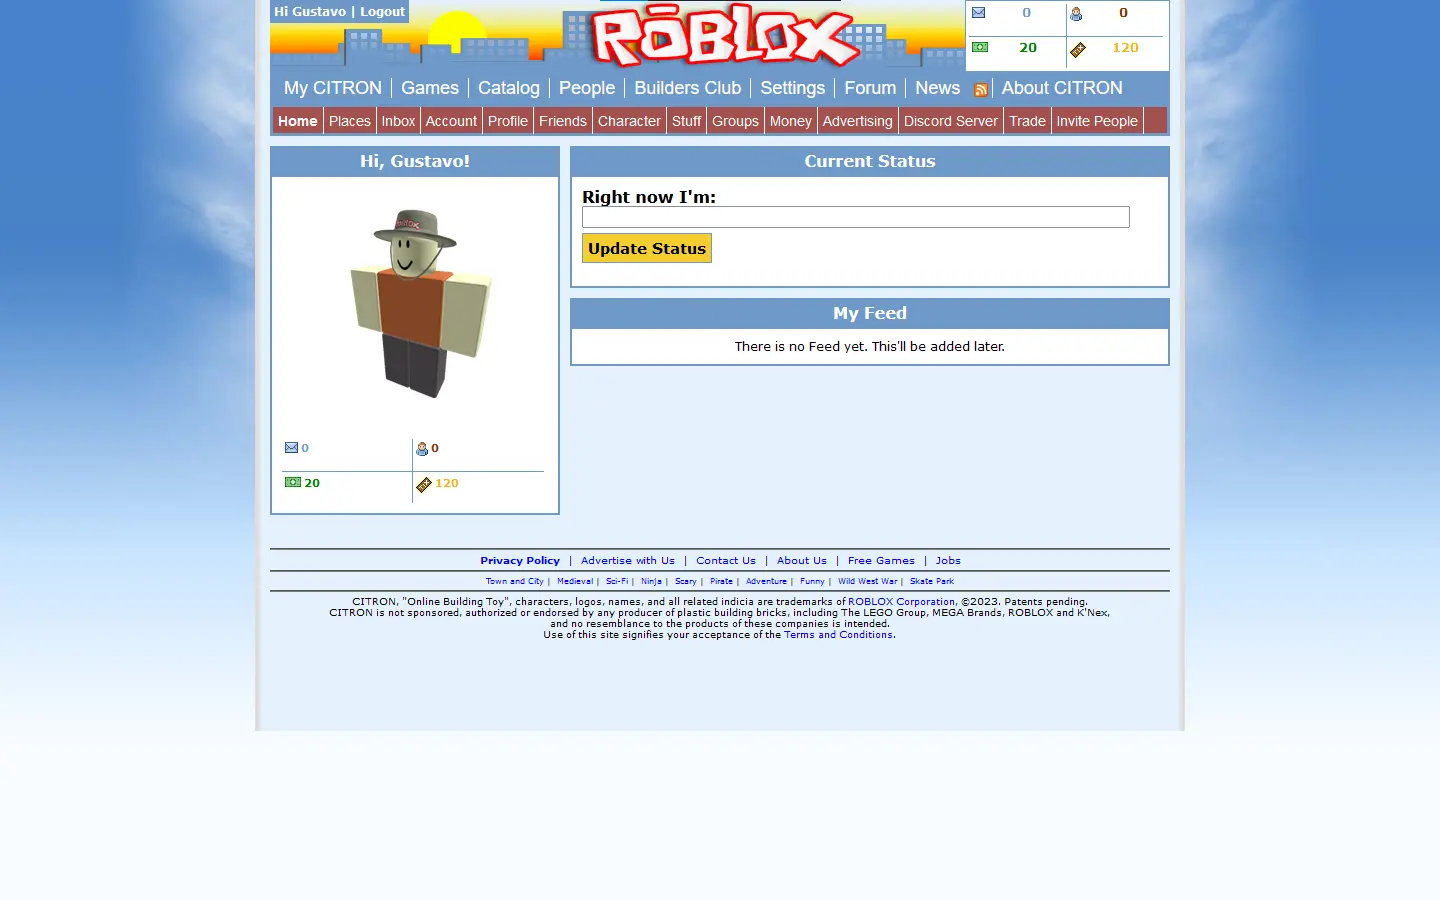 Hi Gustavo | Logout
RŌBLOX
0
0
20
120
My CITRON
Games
Catalog
People
Builders Club
Settings
Forum
News
About CITRON
Home
Places
Inbox
Account
Profile
Friends
Character
Stuff
Groups
Money
Advertising
Discord Server
Trade
Invite People
Hi, Gustavo!
0
0
20
120
Current Status
Right now I'm:
Update Status
My Feed
There is no Feed yet. This'll be added later.
Privacy Policy | Advertise with Us | Contact Us | About Us | Free Games | Jobs
Town and City | Medieval | Sci-Fi | Ninja | Scary | Pirate | Adventure | Funny | Wild West War | Skate Park
CITRON, "Online Building Toy", characters, logos, names, and all related indicia are trademarks of ROBLOX Corporation, ©2023. Patents pending.
CITRON is not sponsored, authorized or endorsed by any producer of plastic building bricks, including The LEGO Group, MEGA Brands, ROBLOX and K'Nex,
and no resemblance to the products of these companies is intended.
Use of this site signifies your acceptance of the Terms and Conditions.